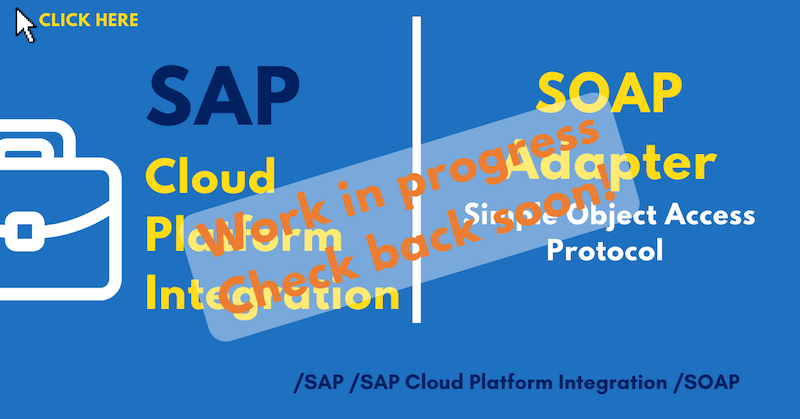 CLICK HERE
SAP
Cloud
Platform
Integration
SOAP
Adapter
Simple Object Access
Protocol
Work in progress
Check back soon!
/SAP /SAP Cloud Platform Integration /SOAP